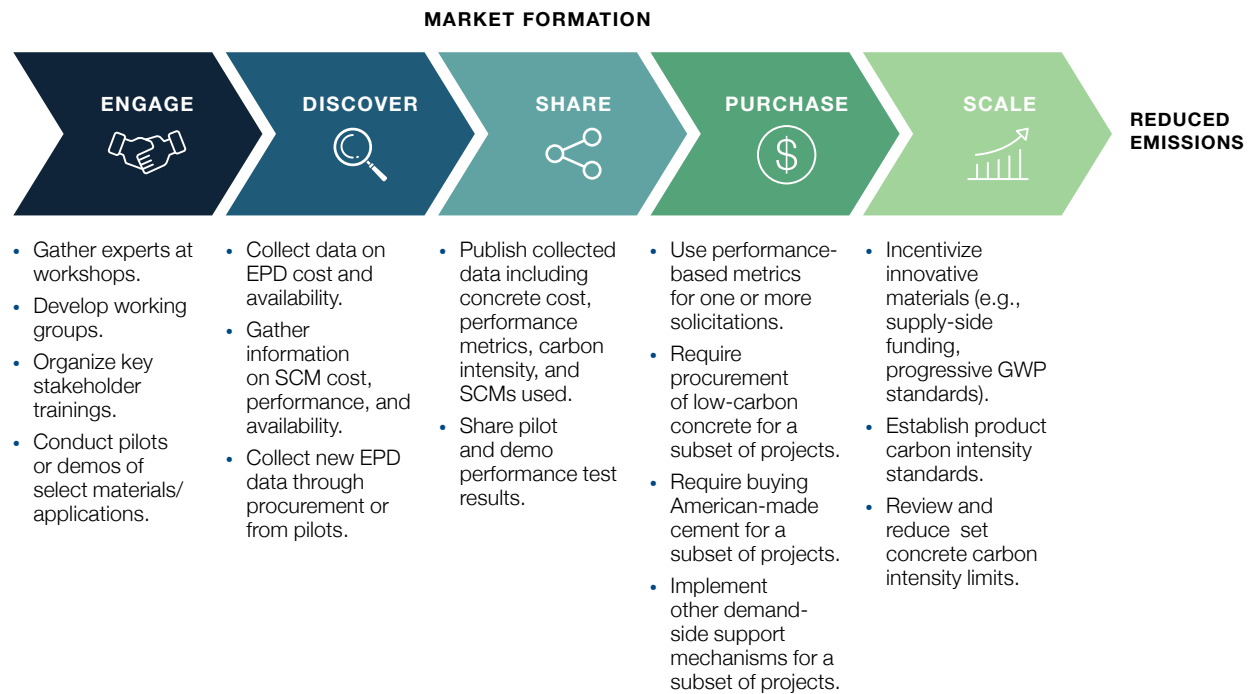 MARKET FORMATION
ENGAGE
DISCOVER
SHARE
PURCHASE
SCALE
$
REDUCED
EMISSIONS
• Gather experts at
workshops.
• Develop working
groups.
• Organize key
stakeholder
trainings.
• Conduct pilots
or demos of
select materials/
applications.
• Collect data on
EPD cost and
availability.
• Gather
information
on SCM cost,
performance, and
availability.
• Collect new EPD
data through
procurement or
from pilots.
• Publish collected
data including
concrete cost,
performance
metrics, carbon
intensity, and
SCMs used.
• Share pilot
and demo
performance test
results.
• Use performance-
based metrics
for one or more
solicitations.
• Require
procurement
of low-carbon
concrete for a
subset of projects.
• Require buying
American-made
cement for a
subset of projects.
• Implement
other demand-
side support
mechanisms for a
subset of projects.
• Incentivize
innovative
materials (e.g.,
supply-side
funding,
progressive GWP
standards).
• Establish product
carbon intensity
standards.
• Review and
reduce  set
concrete carbon
intensity limits.